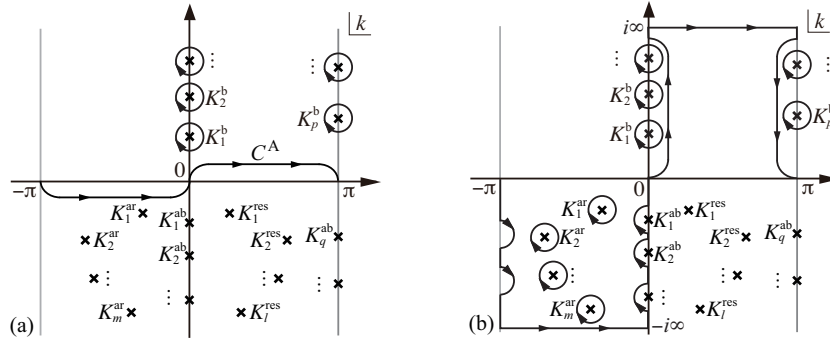 k
K_1^b
K_2^b
⋮
K_p^b
⋮
C^A
0
−π
π
K_1^ar
K_2^ar
⋮
K_m^ar
K_1^ab
K_2^ab
⋮
K_1^res
K_2^res
⋮
K_l^res
K_q^ab
⋮
(a)
k
i∞
⋮
K_2^b
K_1^b
⋮
K_p^b
−π
0
π
K_1^ar
K_2^ar
⋮
K_m^ar
K_1^ab
K_2^ab
⋮
K_1^res
K_2^res
⋮
K_l^res
K_q^ab
⋮
−i∞
(b)